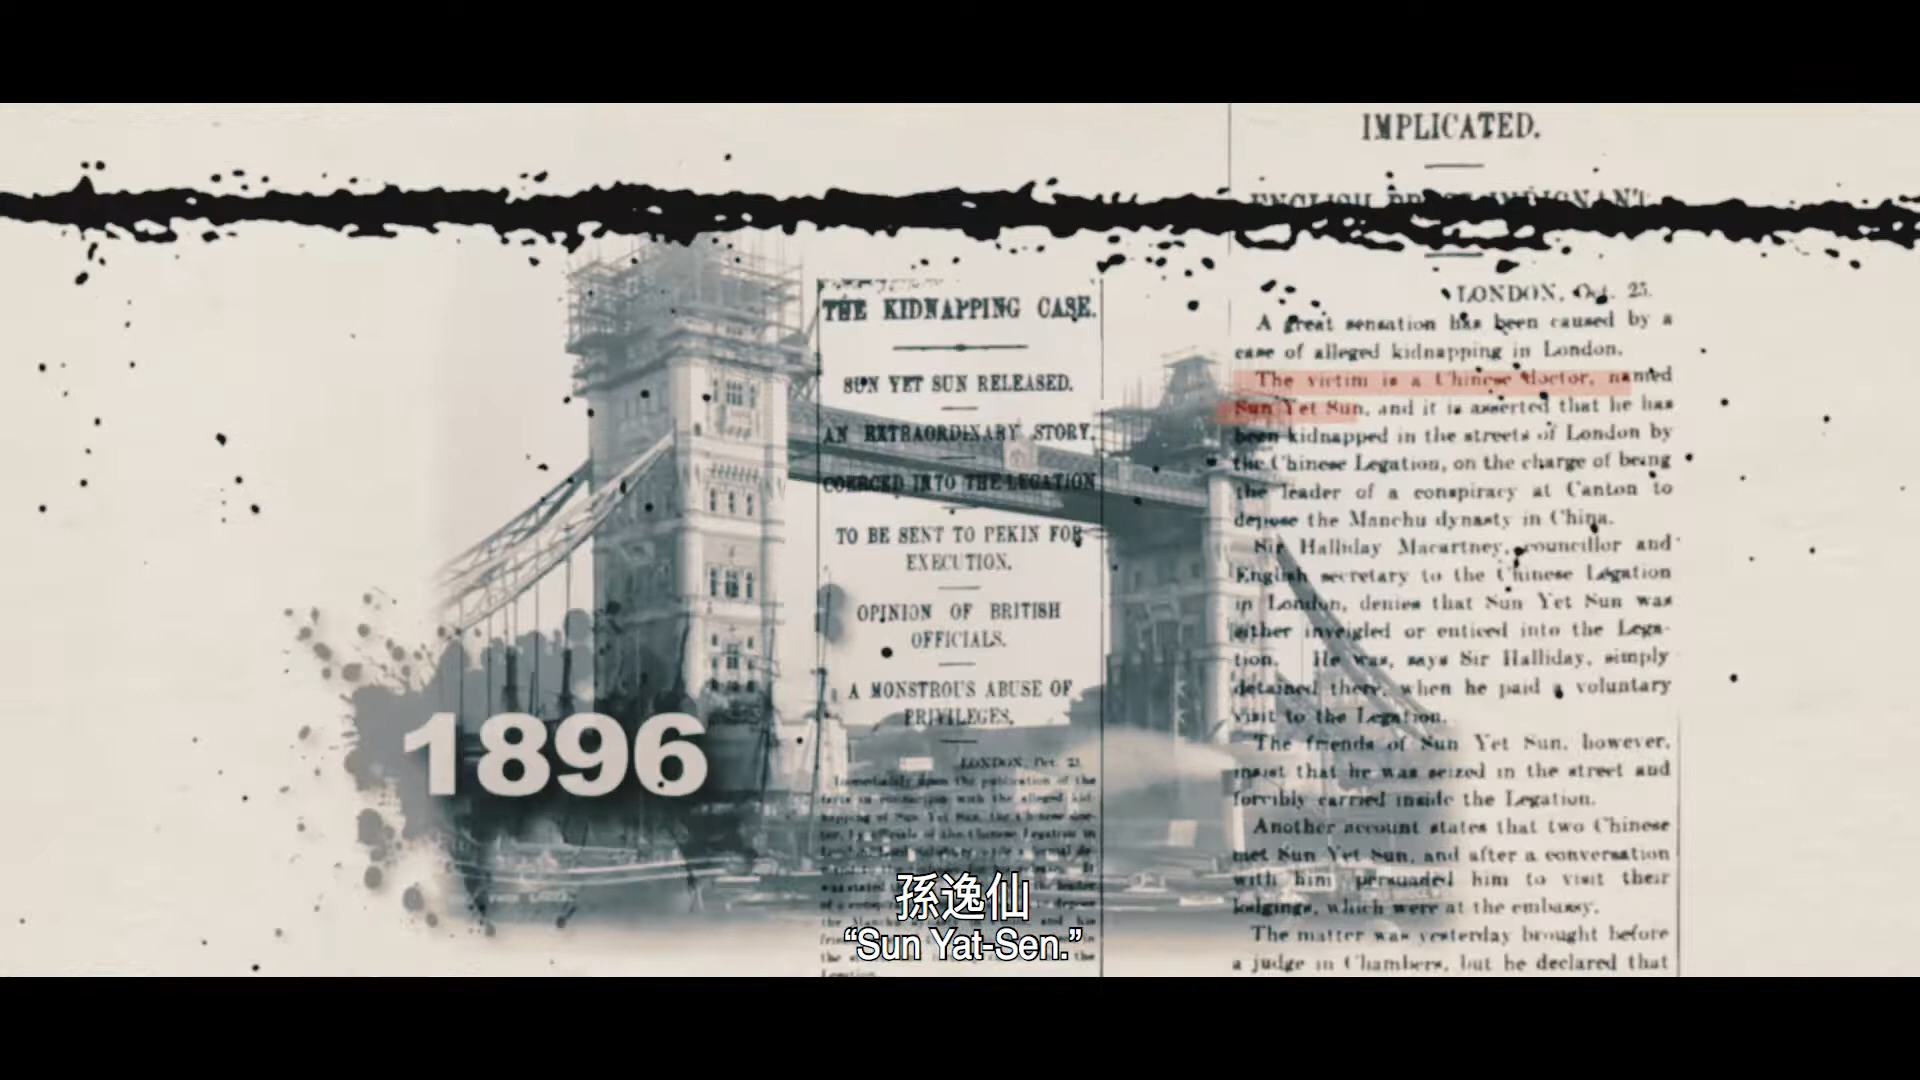 IMPLICATED.
LONDON, Oct. 25.
A great sensation has been caused by a
case of alleged kidnapping in London.
The victim is a Chinese doctor, named
Sun Yet Sun, and it is asserted that he has
been kidnapped in the streets of London by
the Chinese Legation, on the charge of being
the leader of a conspiracy at Canton to
depose the Manchu dynasty in China.
Sir Halliday Macartney, councillor and
English secretary to the Chinese Legation
in London, denies that Sun Yet Sun was
either inveigled or enticed into the Lega-
tion. He was, says Sir Halliday, simply
detained there, when he paid a voluntary
visit to the Legation.
The friends of Sun Yet Sun, however,
insist that he was seized in the street and
forcibly carried inside the Legation.
Another account states that two Chinese
met Sun Yet Sun, and after a conversation
with him persuaded him to visit their
lodgings, which were at the embassy.
The matter was yesterday brought before
a judge in Chambers, but he declared that
THE KIDNAPPING CASE.
SUN YET SUN RELEASED.
AN EXTRAORDINARY STORY.
COERCED INTO THE LEGATION
TO BE SENT TO PEKIN FOR
EXECUTION.
OPINION OF BRITISH
OFFICIALS.
A MONSTROUS ABUSE OF
PRIVILEGES.
LONDON, Oct.
Immediately upon the publication of the
1896
孫逸仙
“Sun Yat-Sen.”